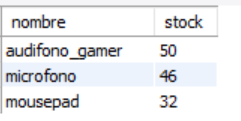 nombre stock
audifono_gamer 50
microfono 46
mousepad 32